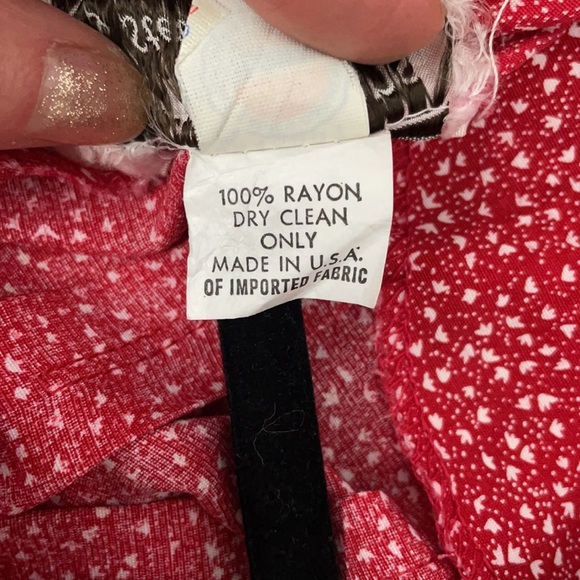 100% RAYON
DRY CLEAN
ONLY
MADE IN U.S.A.
OF IMPORTED FABRIC